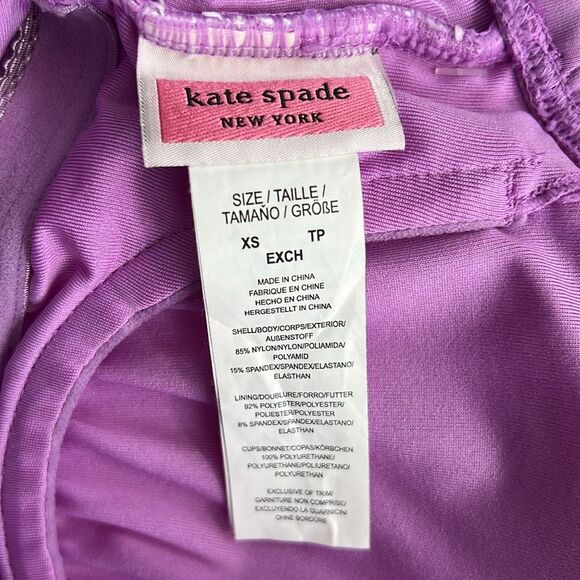 kate spade
NEW YORK
SIZE / TAILLE /
TAMAÑO / GRÖßE
XS TP
EXCH
MADE IN CHINA
FABRIQUE EN CHINE
HECHO EN CHINA
HERGESTELLT IN CHINA
SHELL/BODY/CORPS/EXTERIOR/
AUßENSTOFF
85% NYLON/NYLON/POLIAMIDA/
POLYAMID
15% SPANDEX/SPANDEX/ELASTANO/
ELASTHAN
LINING/DOUBLURE/FORRO/FUTTER
92% POLYESTER/POLYESTER/
POLIESTER/POLYESTER
8% SPANDEX/SPANDEX/ELASTANO/
ELASTHAN
CUPS/BONNET/COPAS/KÖRBCHEN
100% POLYURETHANE/
POLYURETHANE/POLIURETANO/
POLYURETHAN
EXCLUSIVE OF TRIM/
GARNITURE NON COMPRISE/
EXCLUYENDO LA GUARNICIN/
OHNE BORDÜRE